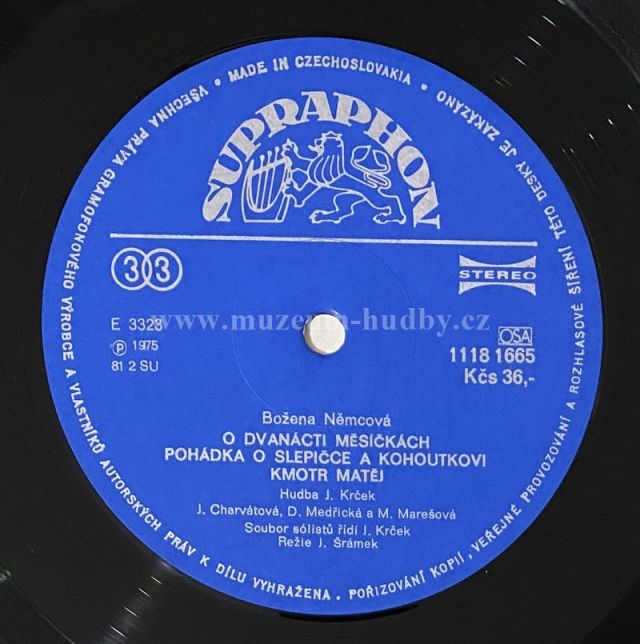 VŠECHNA PRÁVA GRAMOFONOVÉHO VÝROBCE A VLASTNÍKŮ AUTORSKÝCH PRÁV K DÍLU VYHRAŽENA. POŘIZOVÁNÍ KOPIÍ, VEŘEJNÉ PROVOZOVÁNÍ A ROZHLASOVÉ ŠÍŘENÍ TÉTO DESKY JE ZAKÁZÁNO
• MADE IN CZECHOSLOVAKIA •
SUPRAPHON
33
STEREO
E 3323
www.muzeum-hudby.cz
Ⓟ 1975
81 2 SU
OSA
1118 1665
Kčs 36,-
Božena Němcová
O DVANÁCTI MĚSÍČKÁCH
POHÁDKA O SLEPIČCE A KOHOUTKOVI
KMOTR MATĚJ
Hudba J. Krček
J. Charvátová, D. Medřická a M. Marešová
Soubor sólistů řídí J. Krček
Režie J. Šrámek